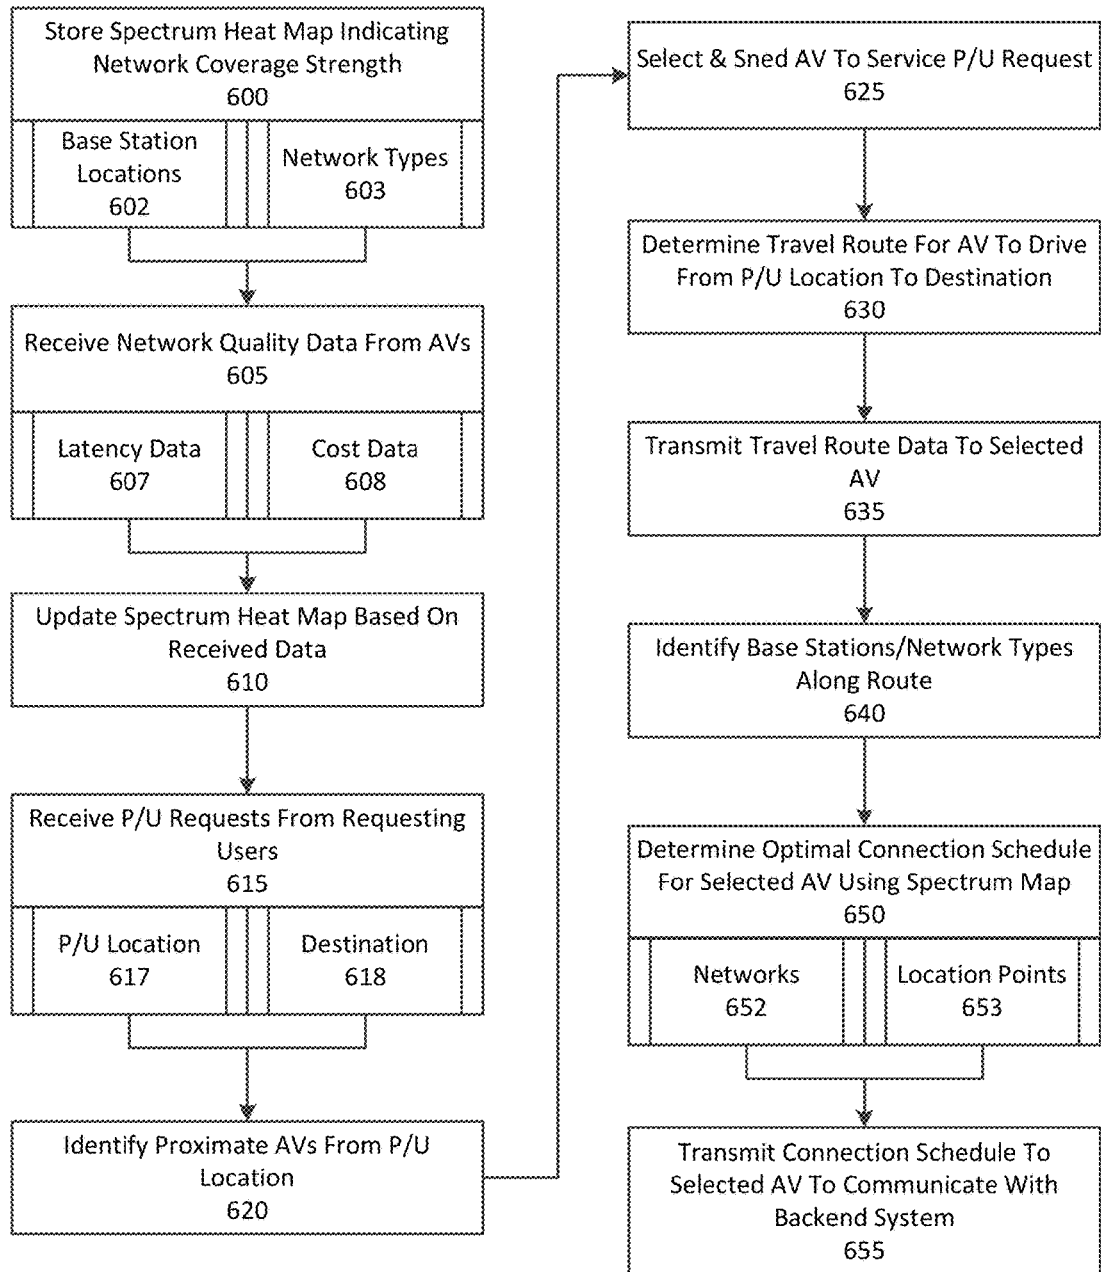 Store Spectrum Heat Map Indicating
Network Coverage Strength
600
Base Station
Locations
602
Network Types
603
Receive Network Quality Data From AVs
605
Latency Data
607
Cost Data
608
Update Spectrum Heat Map Based On
Received Data
610
Receive P/U Requests From Requesting
Users
615
P/U Location
617
Destination
618
Identify Proximate AVs From P/U
Location
620
Select & Sned AV To Service P/U Request
625
Determine Travel Route For AV To Drive
From P/U Location To Destination
630
Transmit Travel Route Data To Selected
AV
635
Identify Base Stations/Network Types
Along Route
640
Determine Optimal Connection Schedule
For Selected AV Using Spectrum Map
650
Networks
652
Location Points
653
Transmit Connection Schedule To
Selected AV To Communicate With
Backend System
655